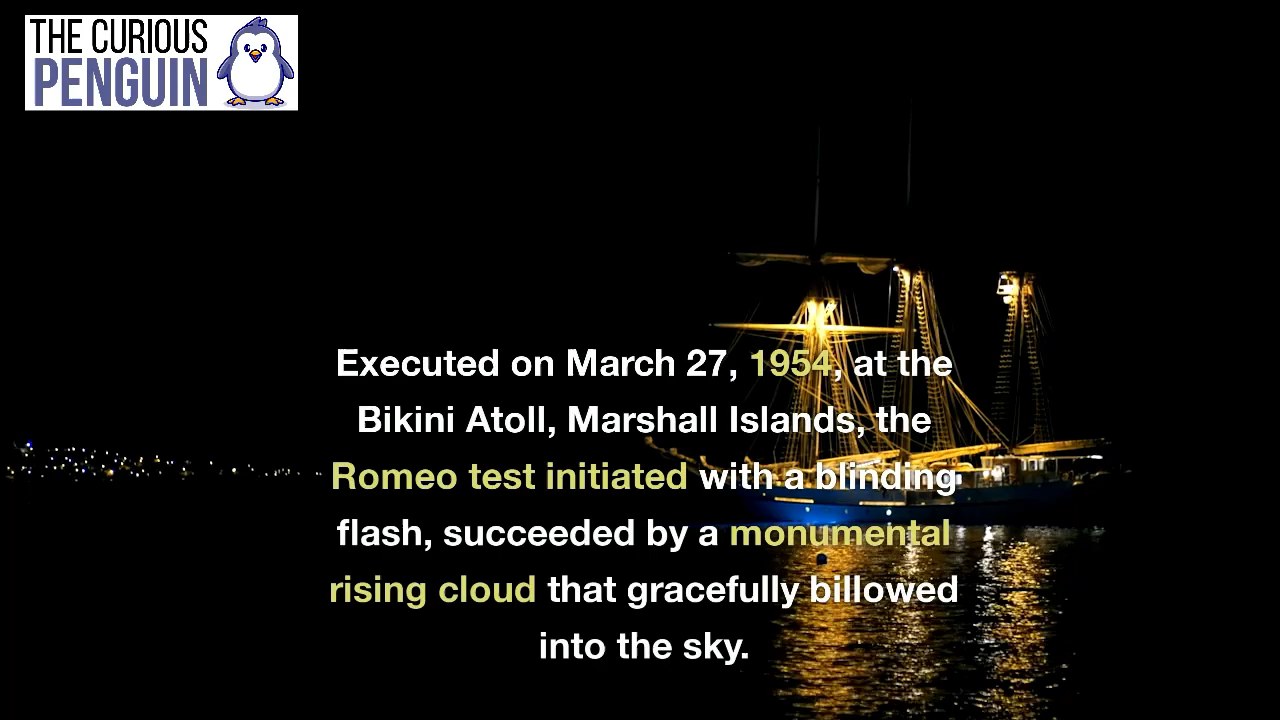 THE CURIOUS
PENGUIN
Executed on March 27, 1954, at the
Bikini Atoll, Marshall Islands, the
Romeo test initiated with a blinding
flash, succeeded by a monumental
rising cloud that gracefully billowed
into the sky.